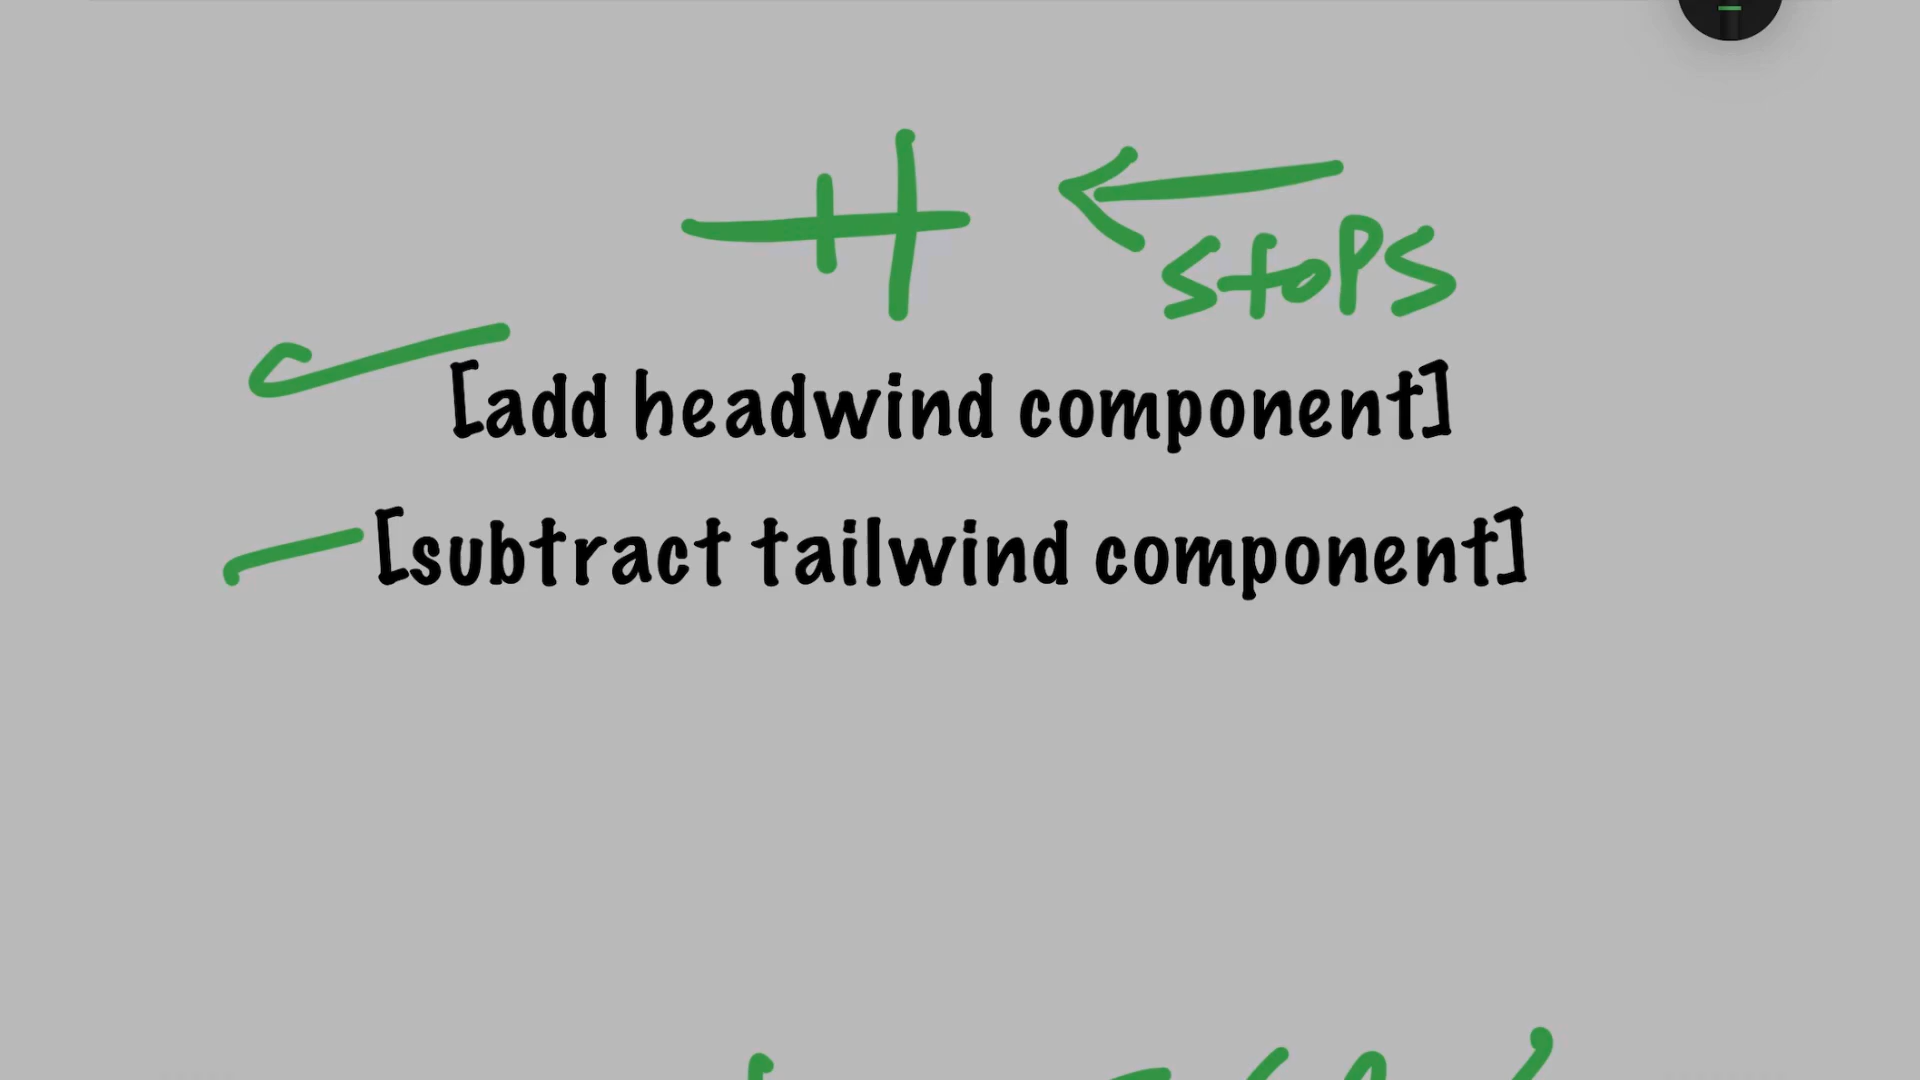 stops
[add headwind component]
[subtract tailwind component]